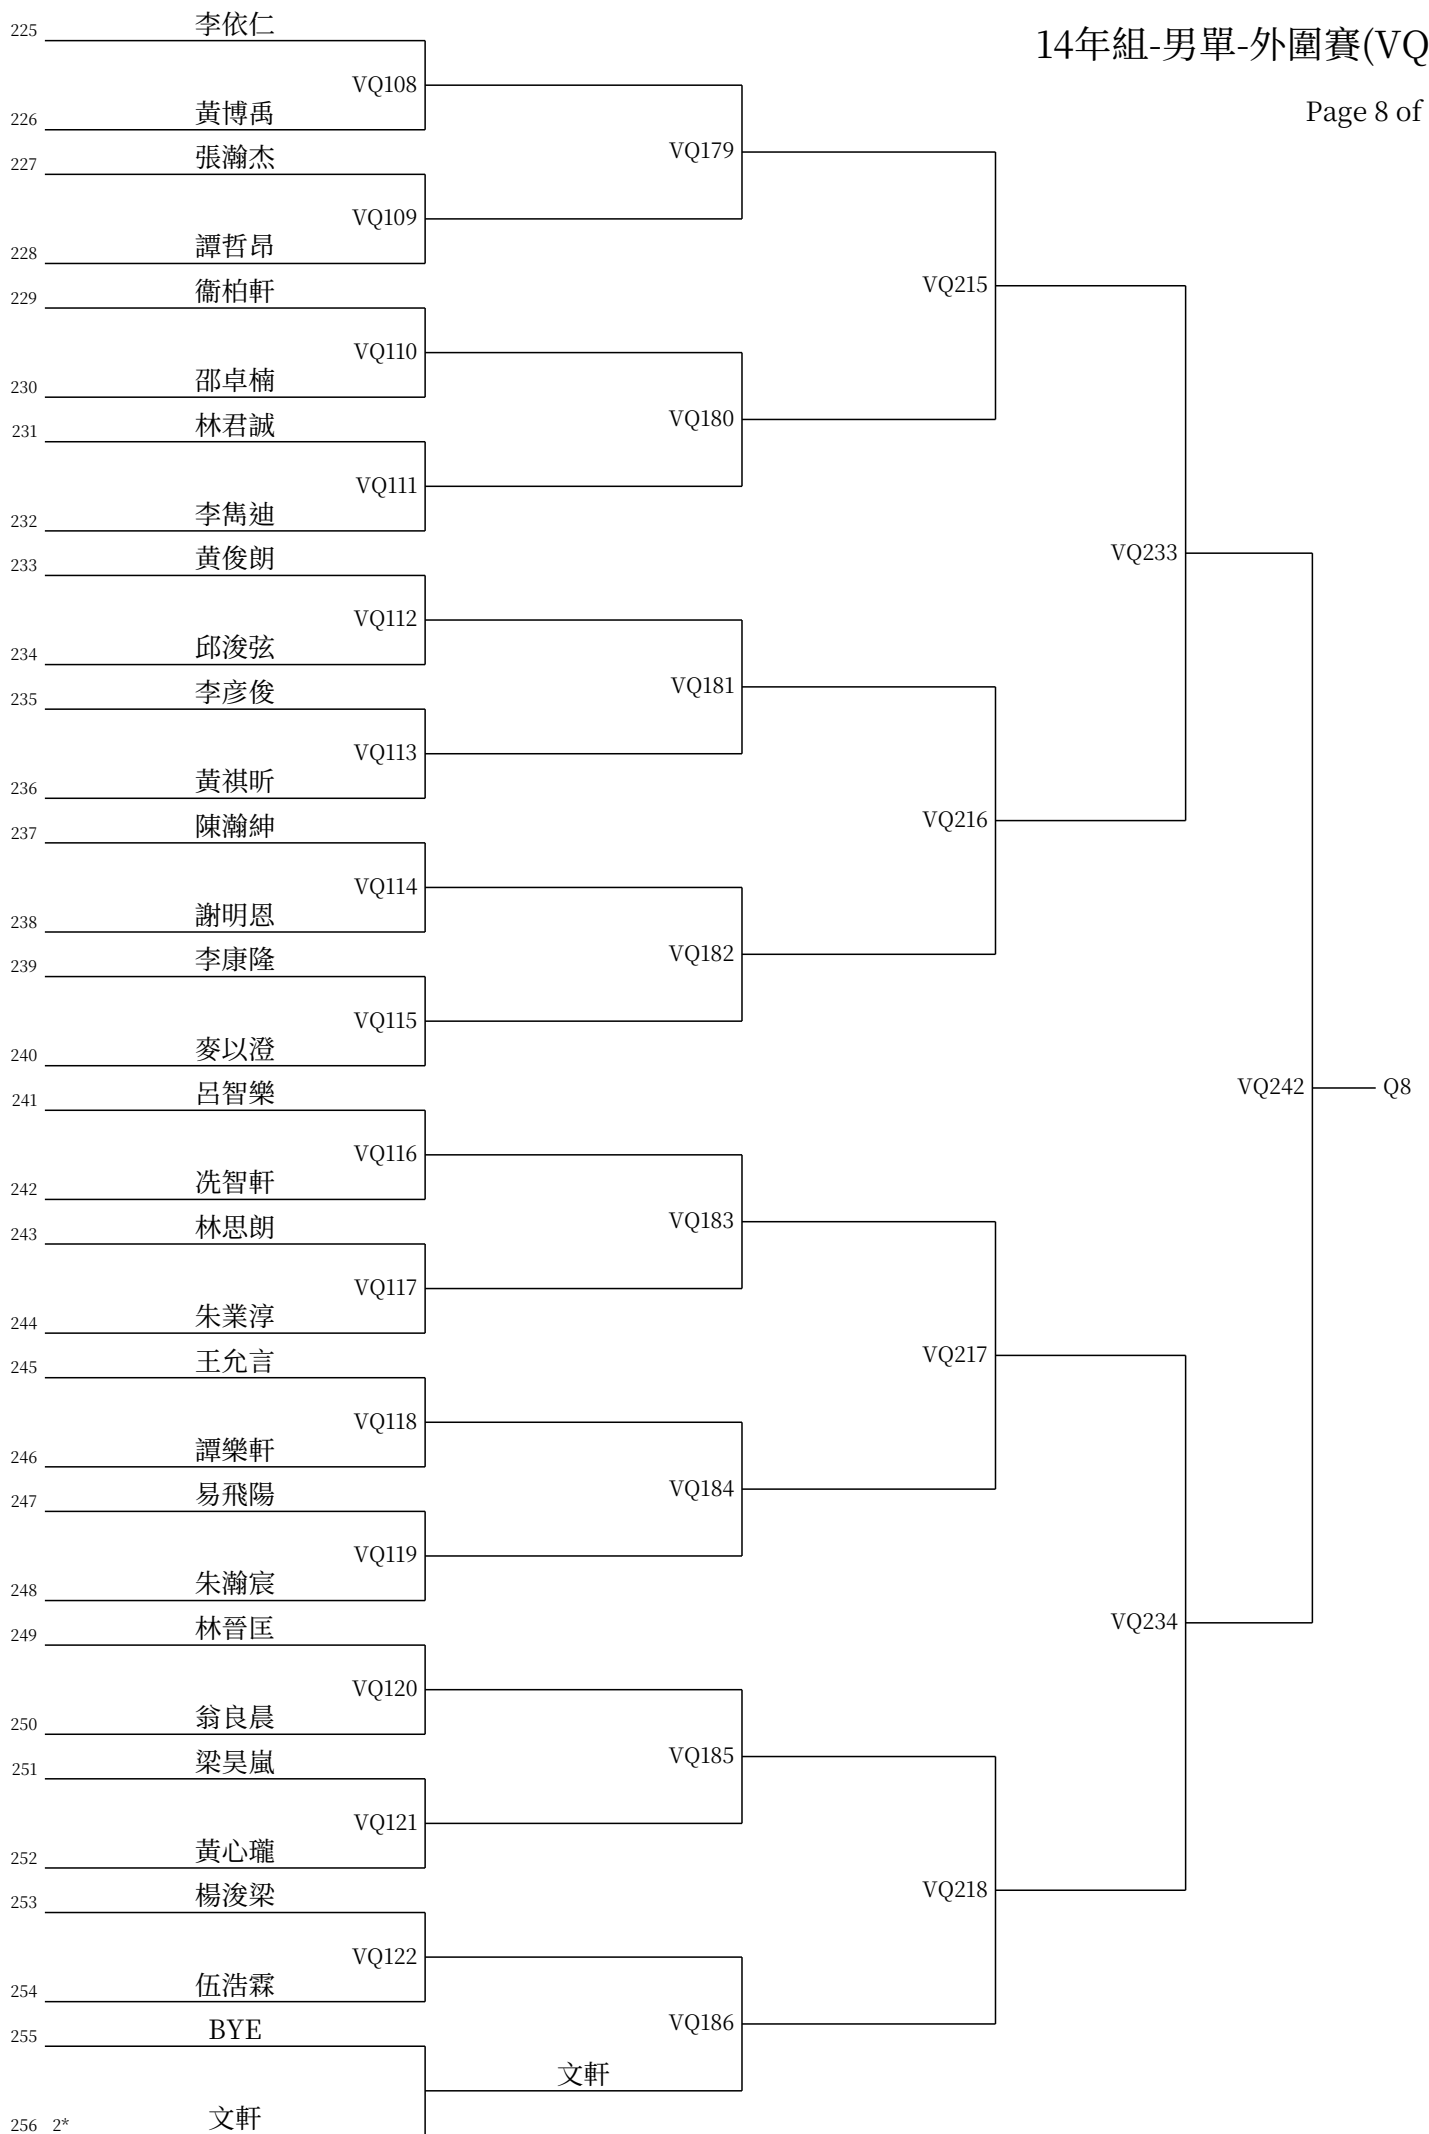 14年組-男單-外圍賽(VQ
Page 8 of
225 李依仁
VQ108
226 黃博禹
227 張瀚杰
VQ179
VQ109
228 譚哲昂
229 衞柏軒
VQ215
VQ110
230 邵卓楠
231 林君誠
VQ180
VQ111
232 李雋迪
233 黃俊朗
VQ233
VQ112
234 邱浚弦
235 李彥俊
VQ181
VQ113
236 黃祺昕
237 陳瀚紳
VQ216
VQ114
238 謝明恩
239 李康隆
VQ182
VQ115
240 麥以澄
241 呂智樂
VQ242 Q8
VQ116
242 冼智軒
243 林思朗
VQ183
VQ117
244 朱業淳
245 王允言
VQ217
VQ118
246 譚樂軒
247 易飛陽
VQ184
VQ119
248 朱瀚宸
249 林晉匡
VQ234
VQ120
250 翁良晨
251 梁昊嵐
VQ185
VQ121
252 黃心瓏
253 楊浚梁
VQ218
VQ122
254 伍浩霖
255 BYE
VQ186
文軒
256 2* 文軒